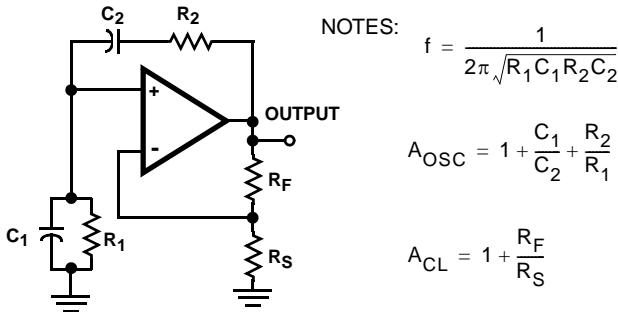 C2 R2
+
-
OUTPUT
RF
C1 R1
RS
NOTES:
f = 1 / 2π√R1C1R2C2
AOSC = 1 + C1/C2 + R2/R1
ACL = 1 + RF/RS